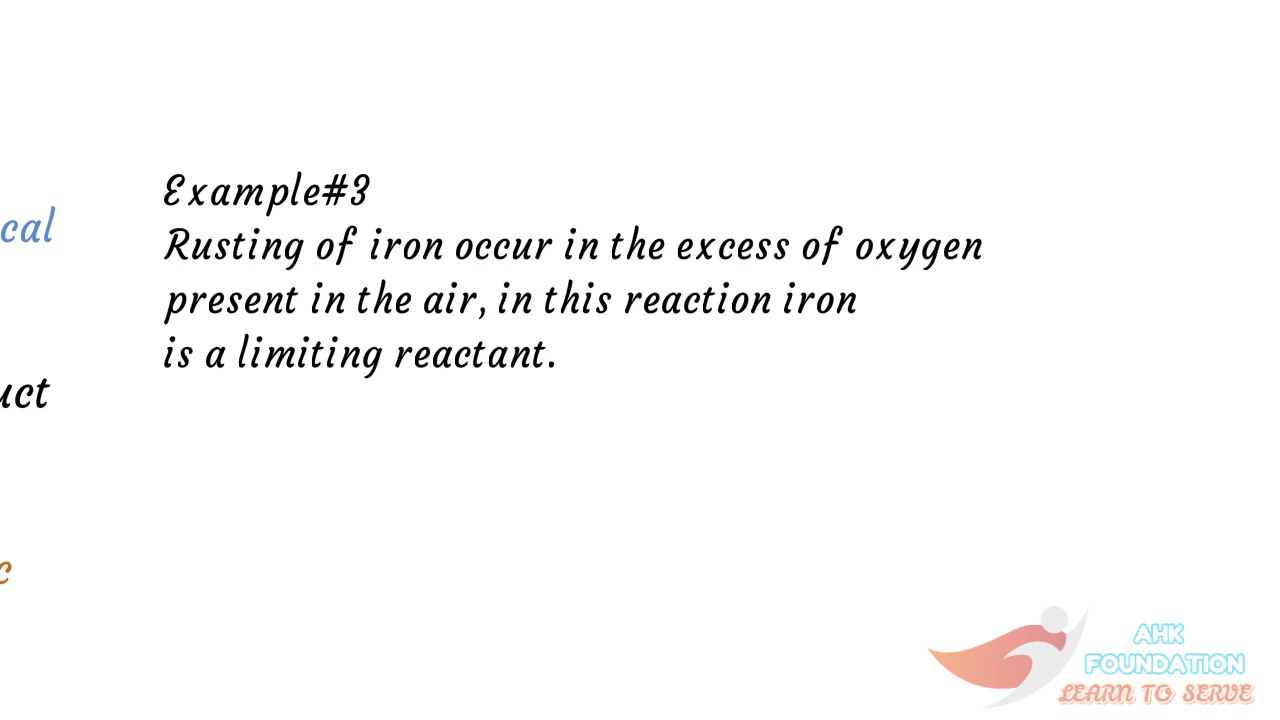 Example#3
Rusting of iron occur in the excess of oxygen
present in the air, in this reaction iron
is a limiting reactant.
cal
uct
c
AHK
FOUNDATION
LEARN TO SERVE